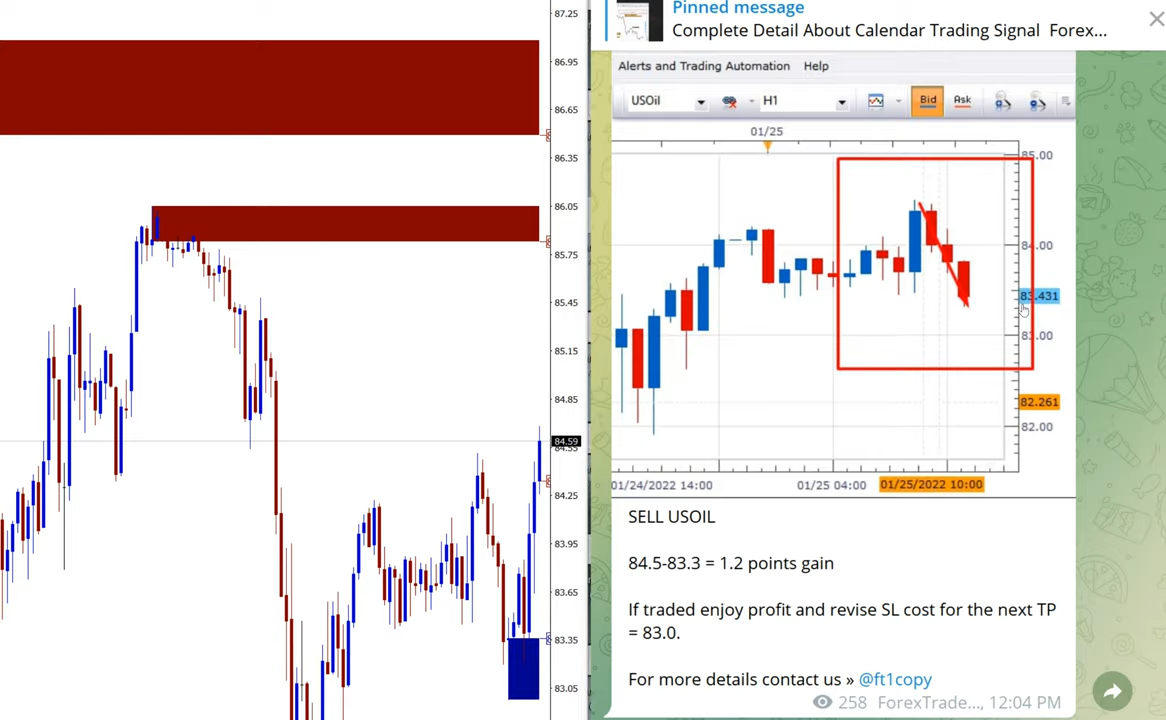 87.25
86.95
86.65
86.35
86.05
85.75
85.45
85.15
84.85
84.59
84.55
84.25
83.95
83.65
83.35
83.05
Pinned message
Complete Detail About Calendar Trading Signal Forex...
Alerts and Trading Automation Help
USOil H1 Bid Ask
01/25
85.00
84.00
83.431
83.00
82.261
82.00
01/24/2022 14:00 01/25 04:00 01/25/2022 10:00
SELL USOIL
84.5-83.3 = 1.2 points gain
If traded enjoy profit and revise SL cost for the next TP
= 83.0.
For more details contact us » @ft1copy
258 ForexTrade..., 12:04 PM